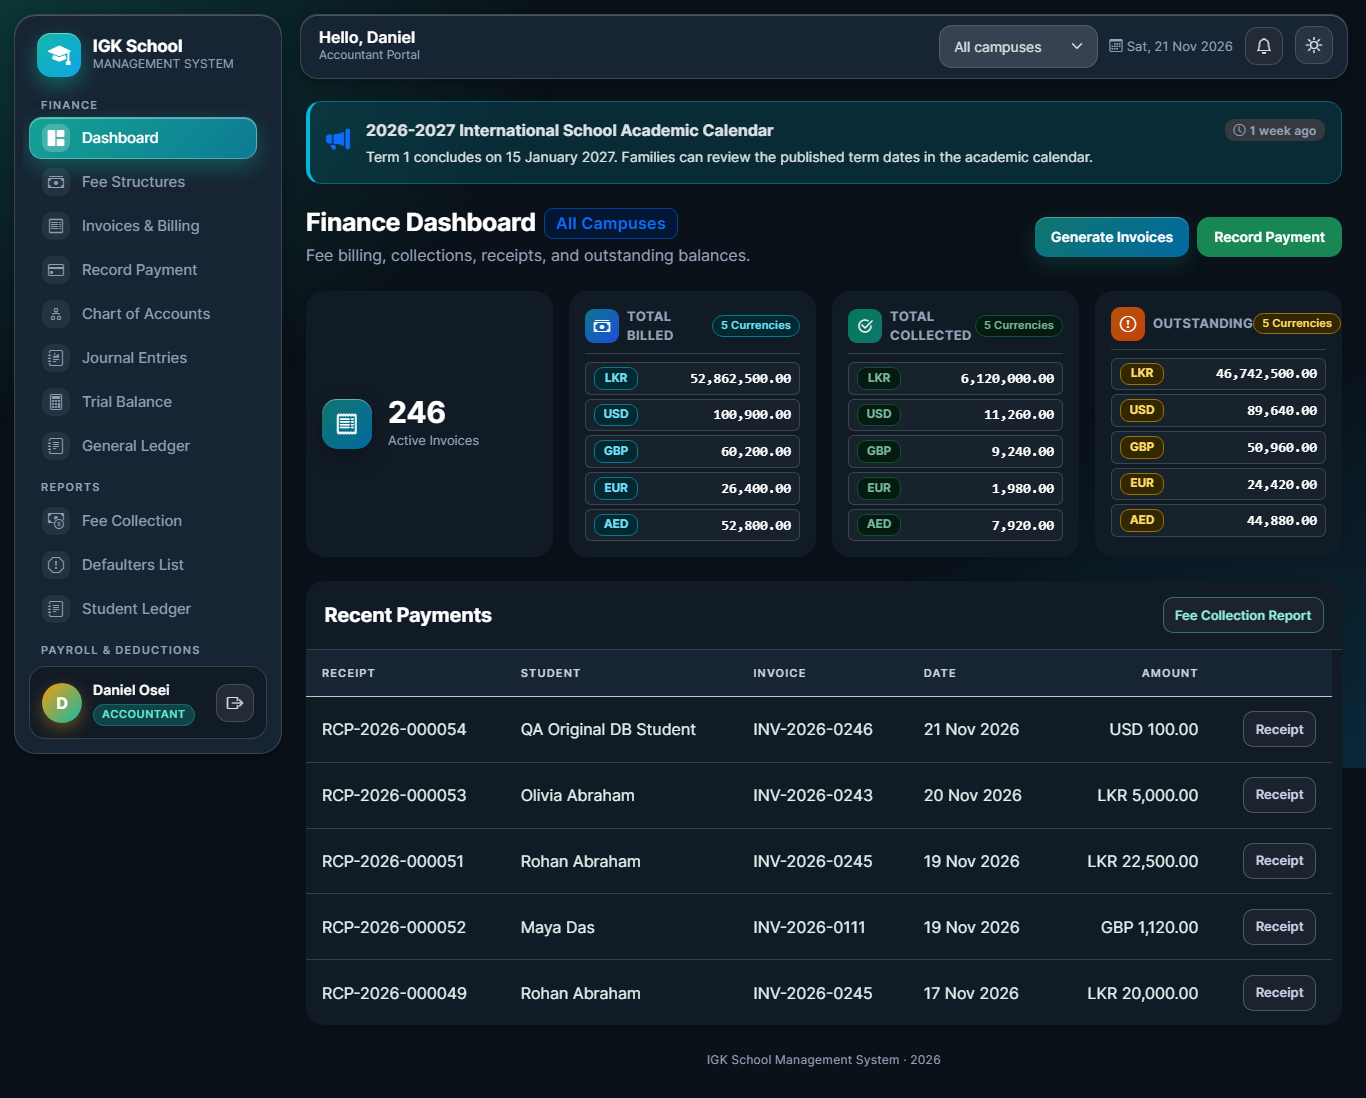 IGK School
MANAGEMENT SYSTEM
FINANCE
Dashboard
Fee Structures
Invoices & Billing
Record Payment
Chart of Accounts
Journal Entries
Trial Balance
General Ledger
REPORTS
Fee Collection
Defaulters List
Student Ledger
PAYROLL & DEDUCTIONS
D
Daniel Osei
ACCOUNTANT
Hello, Daniel
Accountant Portal
All campuses
Sat, 21 Nov 2026
2026-2027 International School Academic Calendar
1 week ago
Term 1 concludes on 15 January 2027. Families can review the published term dates in the academic calendar.
Finance Dashboard All Campuses
Fee billing, collections, receipts, and outstanding balances.
Generate Invoices
Record Payment
246
Active Invoices
TOTAL BILLED
5 Currencies
LKR 52,862,500.00
USD 100,900.00
GBP 60,200.00
EUR 26,400.00
AED 52,800.00
TOTAL COLLECTED
5 Currencies
LKR 6,120,000.00
USD 11,260.00
GBP 9,240.00
EUR 1,980.00
AED 7,920.00
OUTSTANDING
5 Currencies
LKR 46,742,500.00
USD 89,640.00
GBP 50,960.00
EUR 24,420.00
AED 44,880.00
Recent Payments
Fee Collection Report
RECEIPT STUDENT INVOICE DATE AMOUNT
RCP-2026-000054 QA Original DB Student INV-2026-0246 21 Nov 2026 USD 100.00 Receipt
RCP-2026-000053 Olivia Abraham INV-2026-0243 20 Nov 2026 LKR 5,000.00 Receipt
RCP-2026-000051 Rohan Abraham INV-2026-0245 19 Nov 2026 LKR 22,500.00 Receipt
RCP-2026-000052 Maya Das INV-2026-0111 19 Nov 2026 GBP 1,120.00 Receipt
RCP-2026-000049 Rohan Abraham INV-2026-0245 17 Nov 2026 LKR 20,000.00 Receipt
IGK School Management System · 2026